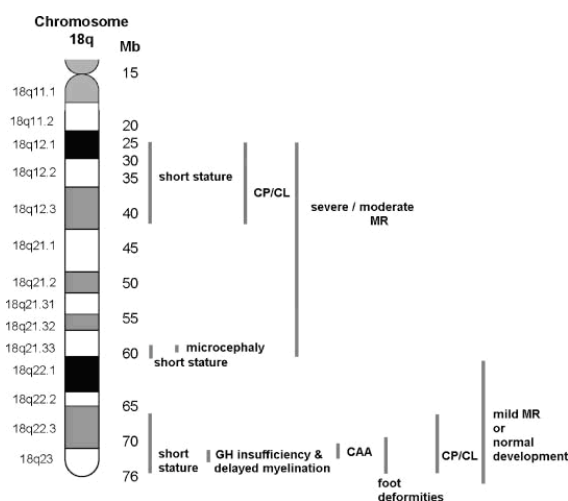 Chromosome
18q
Mb
15
18q11.1
18q11.2
20
18q12.1
25
30
18q12.2
35
short stature
CP/CL
18q12.3
40
severe / moderate
MR
18q21.1
45
18q21.2
50
18q21.31
18q21.32
55
18q21.33
60
microcephaly
short stature
18q22.1
18q22.2
65
18q22.3
70
18q23
76
short
stature
GH insufficiency &
delayed myelination
CAA
foot
deformities
CP/CL
mild MR
or
normal
development